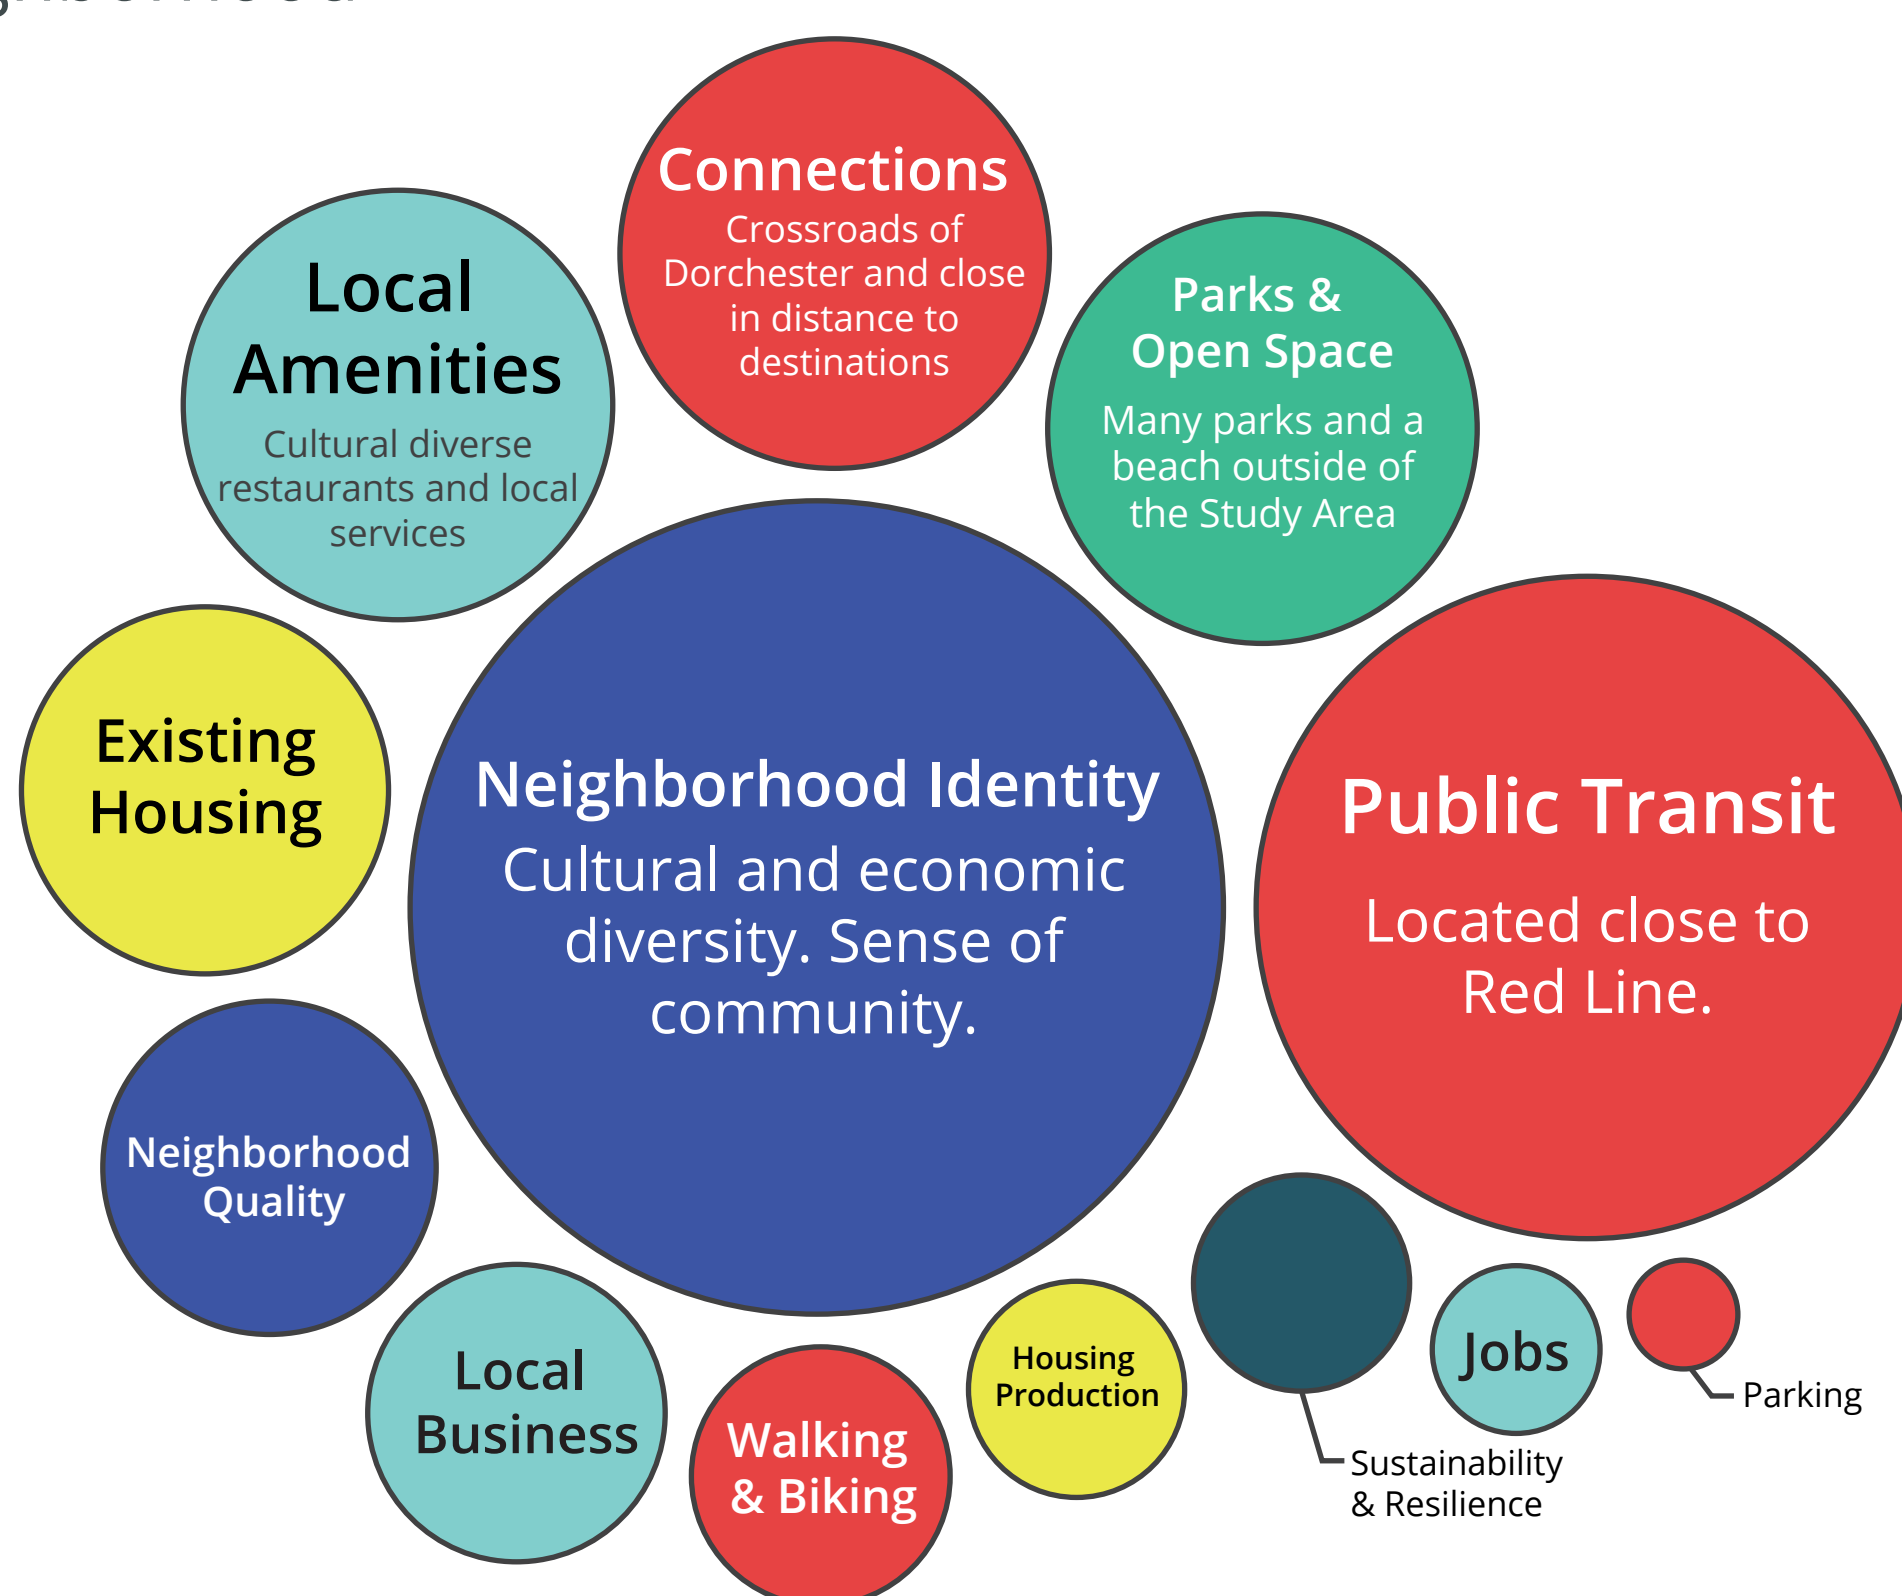 Connections
Crossroads of
Dorchester and close
in distance to
destinations
Local
Amenities
Cultural diverse
restaurants and local
services
Parks &
Open Space
Many parks and a
beach outside of
the Study Area
Existing
Housing
Neighborhood Identity
Cultural and economic
diversity. Sense of
community.
Public Transit
Located close to
Red Line.
Neighborhood
Quality
Local
Business
Walking
& Biking
Housing
Production
Sustainability
& Resilience
Jobs
Parking